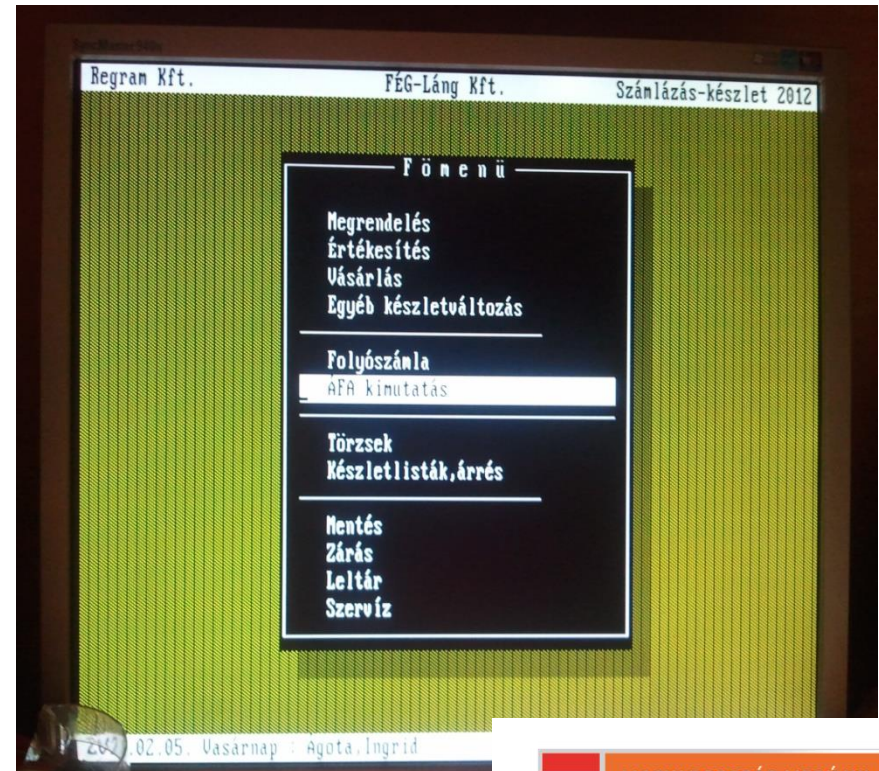 Regram Kft. FÉG-Láng Kft. Számlázás-készlet 2012
Fömenü
Megrendelés
Értékesítés
Vásárlás
Egyéb készletváltozás
Folyószámla
ÁFA kimutatás
Törzsek
Készletlisták,árrés
Mentés
Zárás
Leltár
Szervíz
.02.05. Vasárnap : Ágota,Ingrid